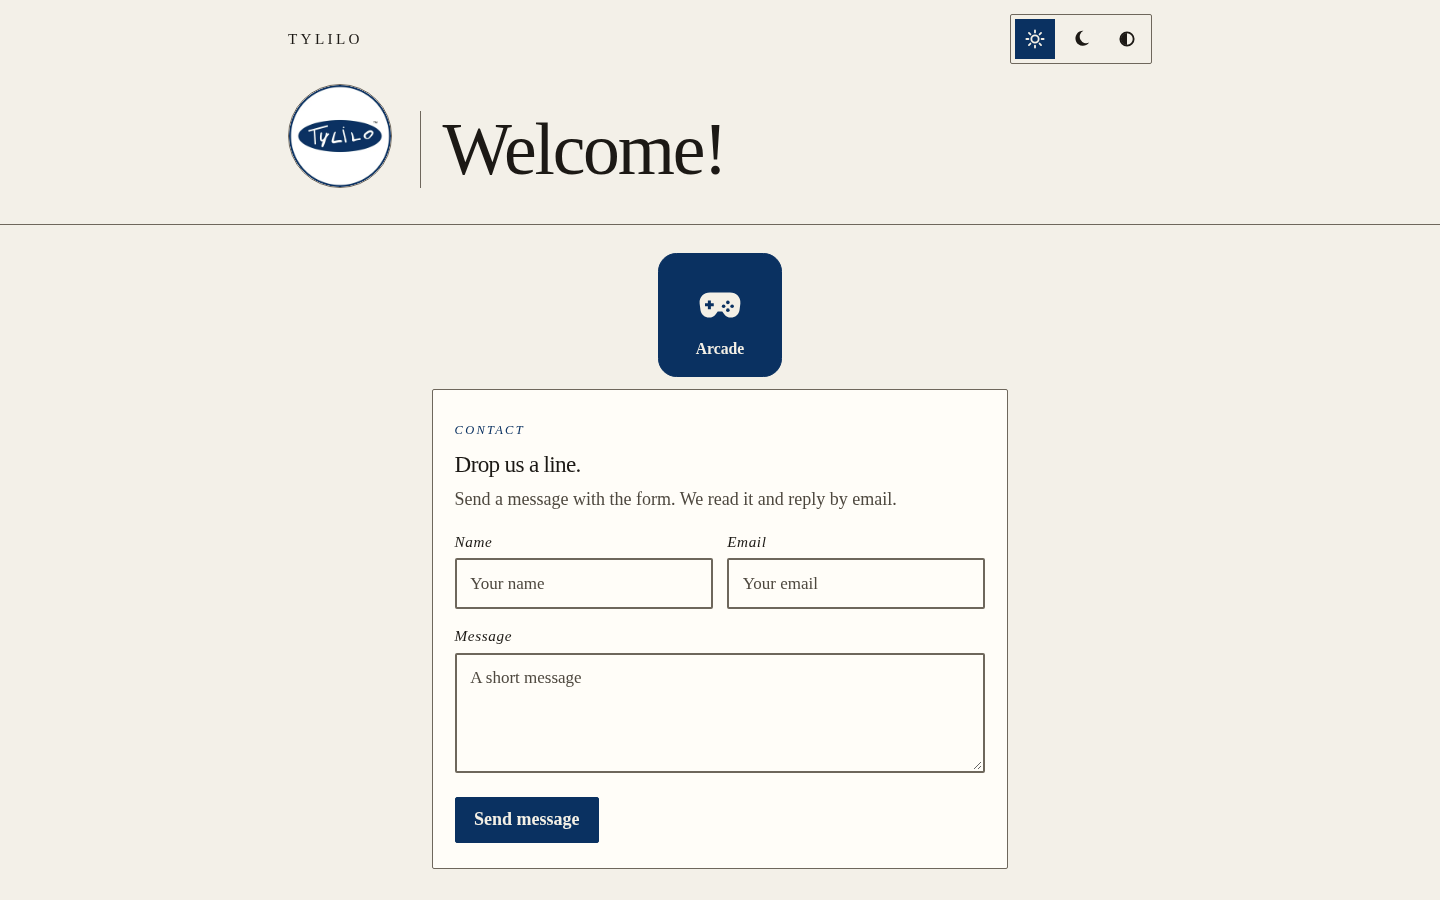 TYLILO
TyLiLo™
Welcome!
Arcade
CONTACT
Drop us a line.
Send a message with the form. We read it and reply by email.
Name
Email
Your name
Your email
Message
A short message
Send message